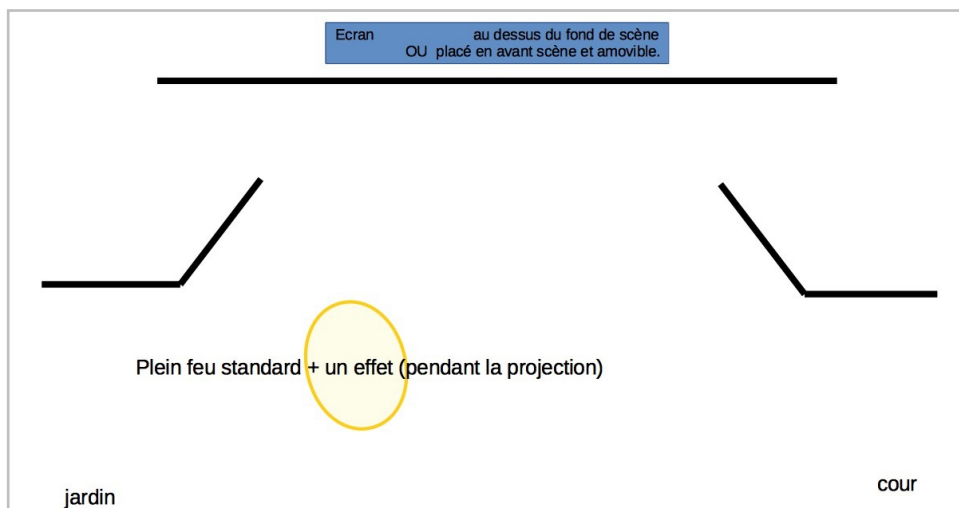 Ecran au dessus du fond de scène
OU placé en avant scène et amovible.
Plein feu standard + un effet (pendant la projection)
jardin
cour